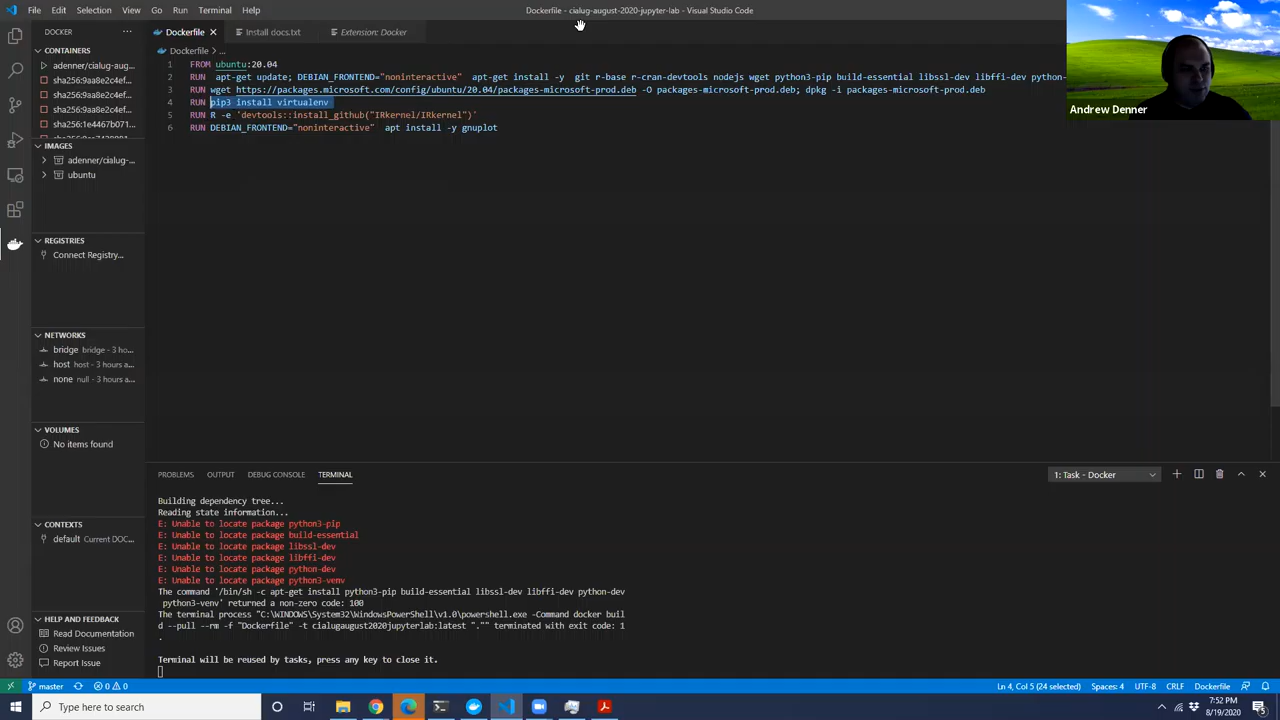 File Edit Selection View Go Run Terminal Help
Dockerfile - cialug-august-2020-jupyter-lab - Visual Studio Code
DOCKER
Dockerfile
Install docs.txt
Extension: Docker
Dockerfile > ...
CONTAINERS
adenner/cialug-aug...
sha256:9aa8e2c4ef...
sha256:9aa8e2c4ef...
sha256:9aa8e2c4ef...
sha256:1e4467b071...
IMAGES
adenner/cialug-...
ubuntu
REGISTRIES
Connect Registry...
NETWORKS
bridge bridge - 3 ho...
host host - 3 hours a...
none null - 3 hours a...
VOLUMES
No items found
CONTEXTS
default Current DOC...
HELP AND FEEDBACK
Read Documentation
Review Issues
Report Issue
1 FROM ubuntu:20.04
2 RUN apt-get update; DEBIAN_FRONTEND="noninteractive" apt-get install -y git r-base r-cran-devtools nodejs wget python3-pip build-essential libssl-dev libffi-dev python-
3 RUN wget https://packages.microsoft.com/config/ubuntu/20.04/packages-microsoft-prod.deb -O packages-microsoft-prod.deb; dpkg -i packages-microsoft-prod.deb
4 RUN pip3 install virtualenv
5 RUN R -e 'devtools::install_github("IRkernel/IRkernel")'
6 RUN DEBIAN_FRONTEND="noninteractive" apt install -y gnuplot
Andrew Denner
PROBLEMS OUTPUT DEBUG CONSOLE TERMINAL
1: Task - Docker
Building dependency tree...
Reading state information...
E: Unable to locate package python3-pip
E: Unable to locate package build-essential
E: Unable to locate package libssl-dev
E: Unable to locate package libffi-dev
E: Unable to locate package python-dev
E: Unable to locate package python3-venv
The command '/bin/sh -c apt-get install python3-pip build-essential libssl-dev libffi-dev python-dev
python3-venv' returned a non-zero code: 100
The terminal process "C:\WINDOWS\System32\WindowsPowerShell\v1.0\powershell.exe -Command docker buil
d --pull --rm -f "Dockerfile" -t cialugaugust2020jupyterlab:latest "."" terminated with exit code: 1
.
Terminal will be reused by tasks, press any key to close it.
master
0 0
Ln 4, Col 5 (24 selected) Spaces: 4 UTF-8 CRLF Dockerfile
Type here to search
7:52 PM
8/19/2020
5